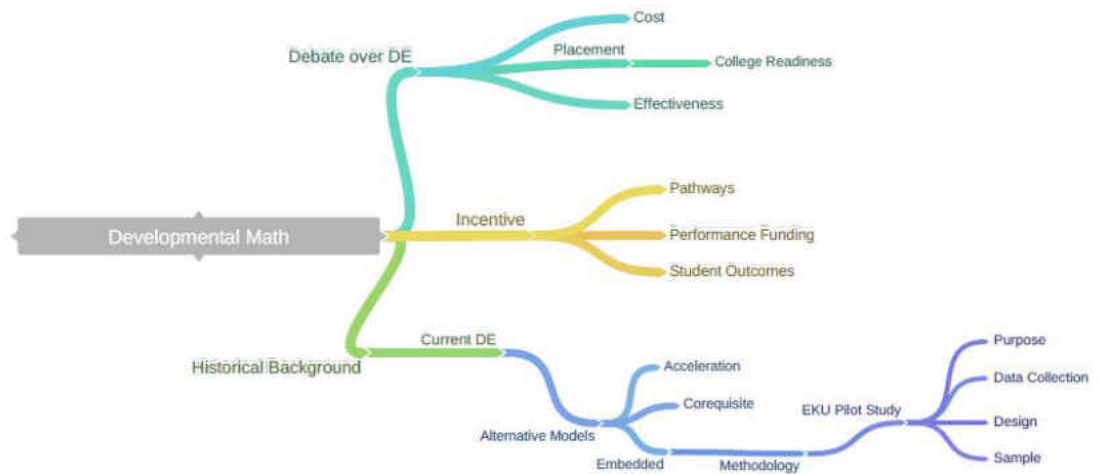 Cost
Debate over DE
Placement
College Readiness
Effectiveness
Pathways
Developmental Math
Incentive
Performance Funding
Student Outcomes
Historical Background
Current DE
Alternative Models
Acceleration
Corequisite
Embedded
Methodology
EKU Pilot Study
Purpose
Data Collection
Design
Sample